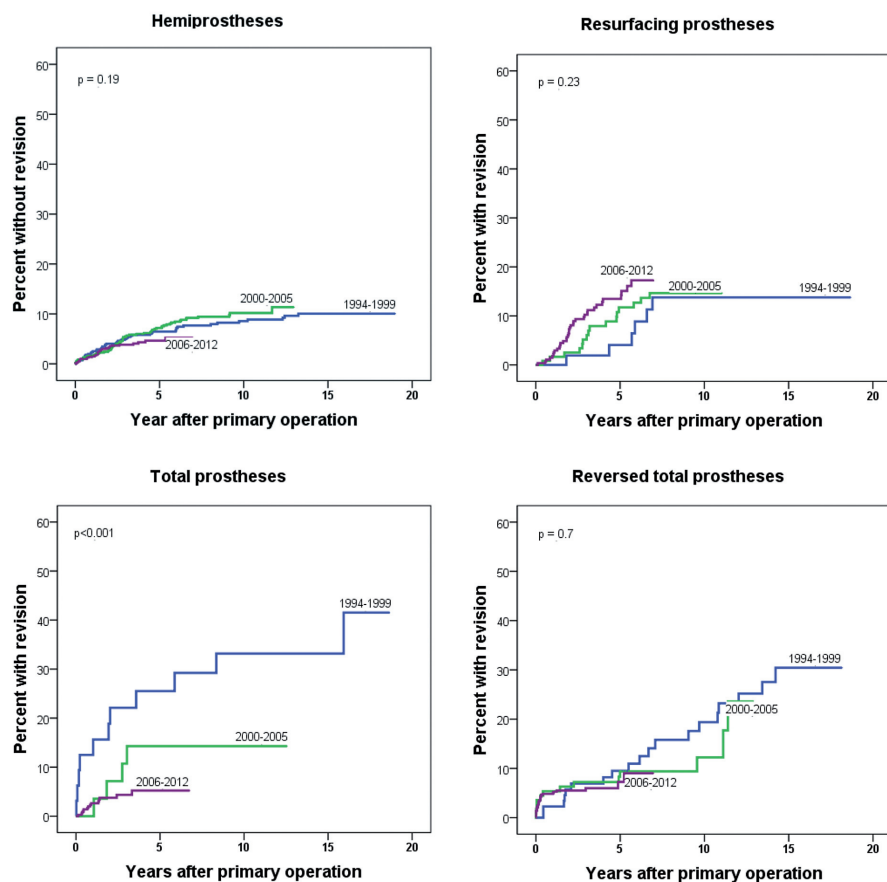 Hemiprostheses
Percent without revision
60
50
40
30
20
10
0
p = 0.19
2000-2005
1994-1999
2006-2012
0 5 10 15 20
Year after primary operation
Resurfacing prostheses
Percent with revision
60
50
40
30
20
10
0
p = 0.23
2006-2012
2000-2005
1994-1999
0 5 10 15 20
Years after primary operation
Total prostheses
Percent with revision
60
50
40
30
20
10
0
p<0.001
1994-1999
2000-2005
2006-2012
0 5 10 15 20
Years after primary operation
Reversed total prostheses
Percent with revision
60
50
40
30
20
10
0
p = 0.7
1994-1999
2000-2005
2006-2012
0 5 10 15 20
Years after primary operation